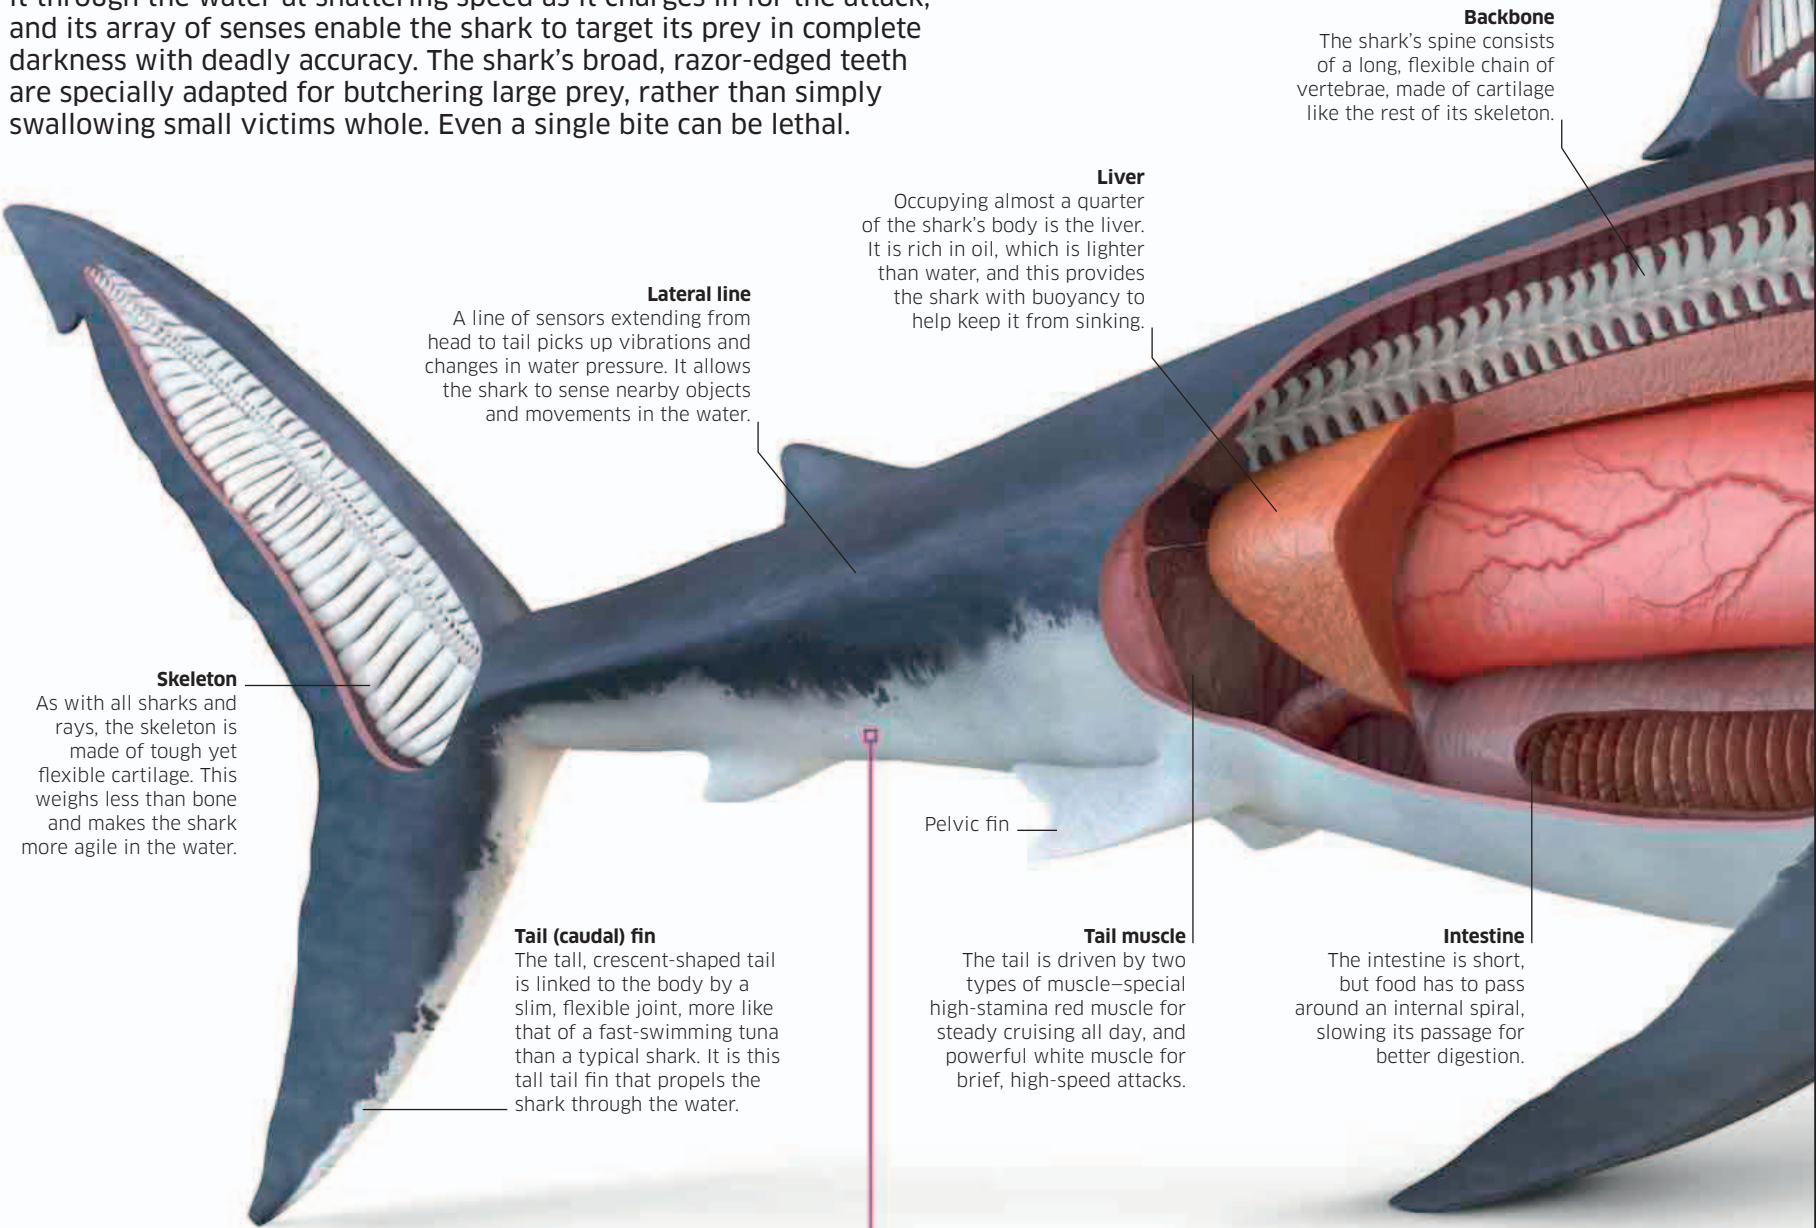 it through the water at shattering speed as it charges in for the attack,
and its array of senses enable the shark to target its prey in complete
darkness with deadly accuracy. The shark's broad, razor-edged teeth
are specially adapted for butchering large prey, rather than simply
swallowing small victims whole. Even a single bite can be lethal.
Backbone
The shark's spine consists
of a long, flexible chain of
vertebrae, made of cartilage
like the rest of its skeleton.
Liver
Occupying almost a quarter
of the shark's body is the liver.
It is rich in oil, which is lighter
than water, and this provides
the shark with buoyancy to
help keep it from sinking.
Lateral line
A line of sensors extending from
head to tail picks up vibrations and
changes in water pressure. It allows
the shark to sense nearby objects
and movements in the water.
Skeleton
As with all sharks and
rays, the skeleton is
made of tough yet
flexible cartilage. This
weighs less than bone
and makes the shark
more agile in the water.
Pelvic fin
Tail (caudal) fin
The tall, crescent-shaped tail
is linked to the body by a
slim, flexible joint, more like
that of a fast-swimming tuna
than a typical shark. It is this
tall tail fin that propels the
shark through the water.
Tail muscle
The tail is driven by two
types of muscle—special
high-stamina red muscle for
steady cruising all day, and
powerful white muscle for
brief, high-speed attacks.
Intestine
The intestine is short,
but food has to pass
around an internal spiral,
slowing its passage for
better digestion.